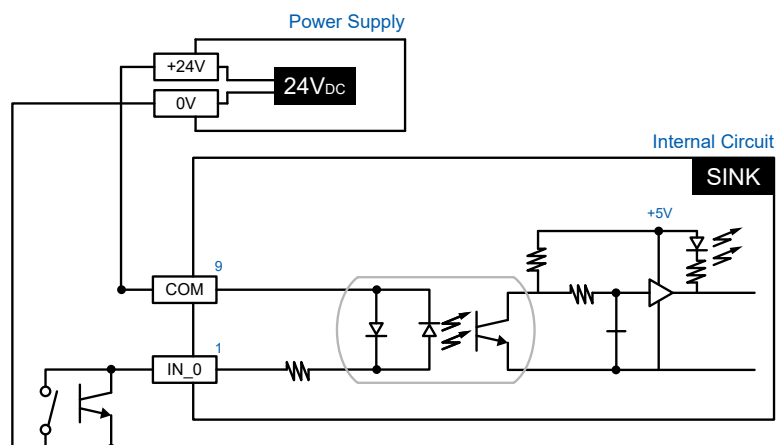 Power Supply
+24V
24VDC
0V
Internal Circuit
SINK
+5V
9
COM
1
IN_0